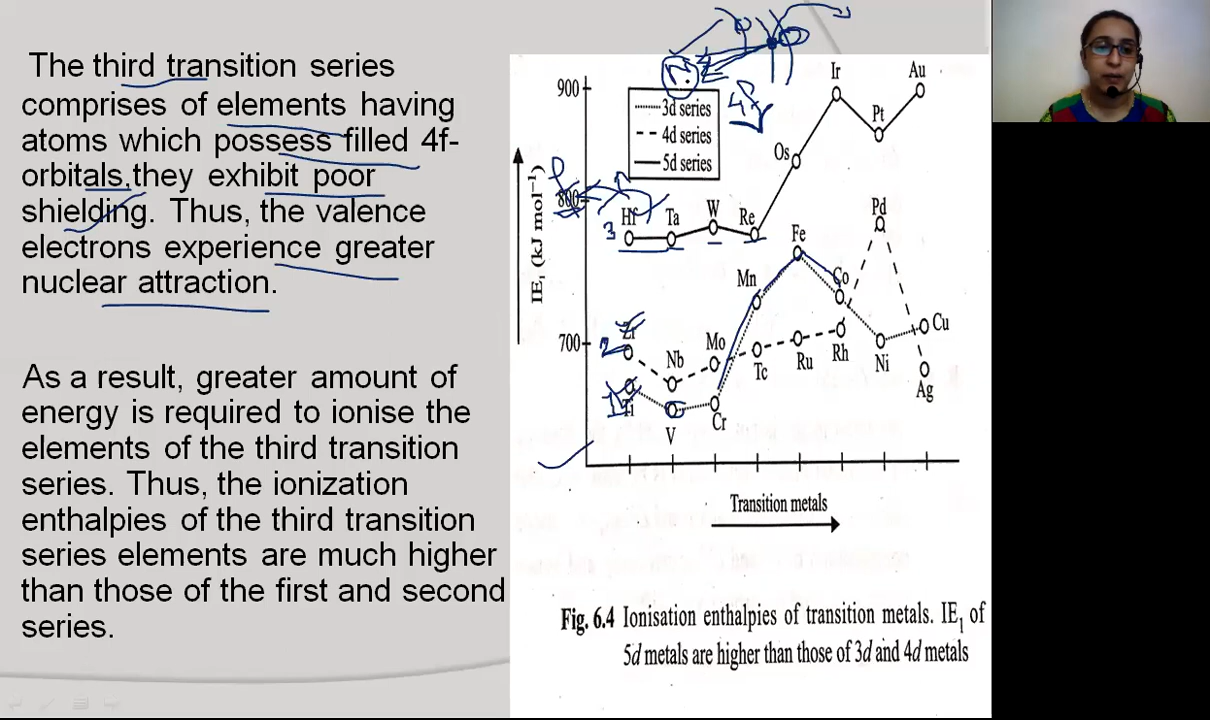 The third transition series
comprises of elements having
atoms which possess filled 4f-
orbitals,they exhibit poor
shielding. Thus, the valence
electrons experience greater
nuclear attraction.
As a result, greater amount of
energy is required to ionise the
elements of the third transition
series. Thus, the ionization
enthalpies of the third transition
series elements are much higher
than those of the first and second
series.
900
800
700
IE1 (kJ mol−1)
3d series
4d series
5d series
4f
Ir
Au
Pt
Os
Hf
Ta
W
Re
3
Pd
Fe
Mn
Co
Zr
2
Nb
Mo
Tc
Ru
Rh
Ni
Cu
Ag
Ti
1
V
Cr
Transition metals
Fig. 6.4 Ionisation enthalpies of transition metals. IE1 of
5d metals are higher than those of 3d and 4d metals